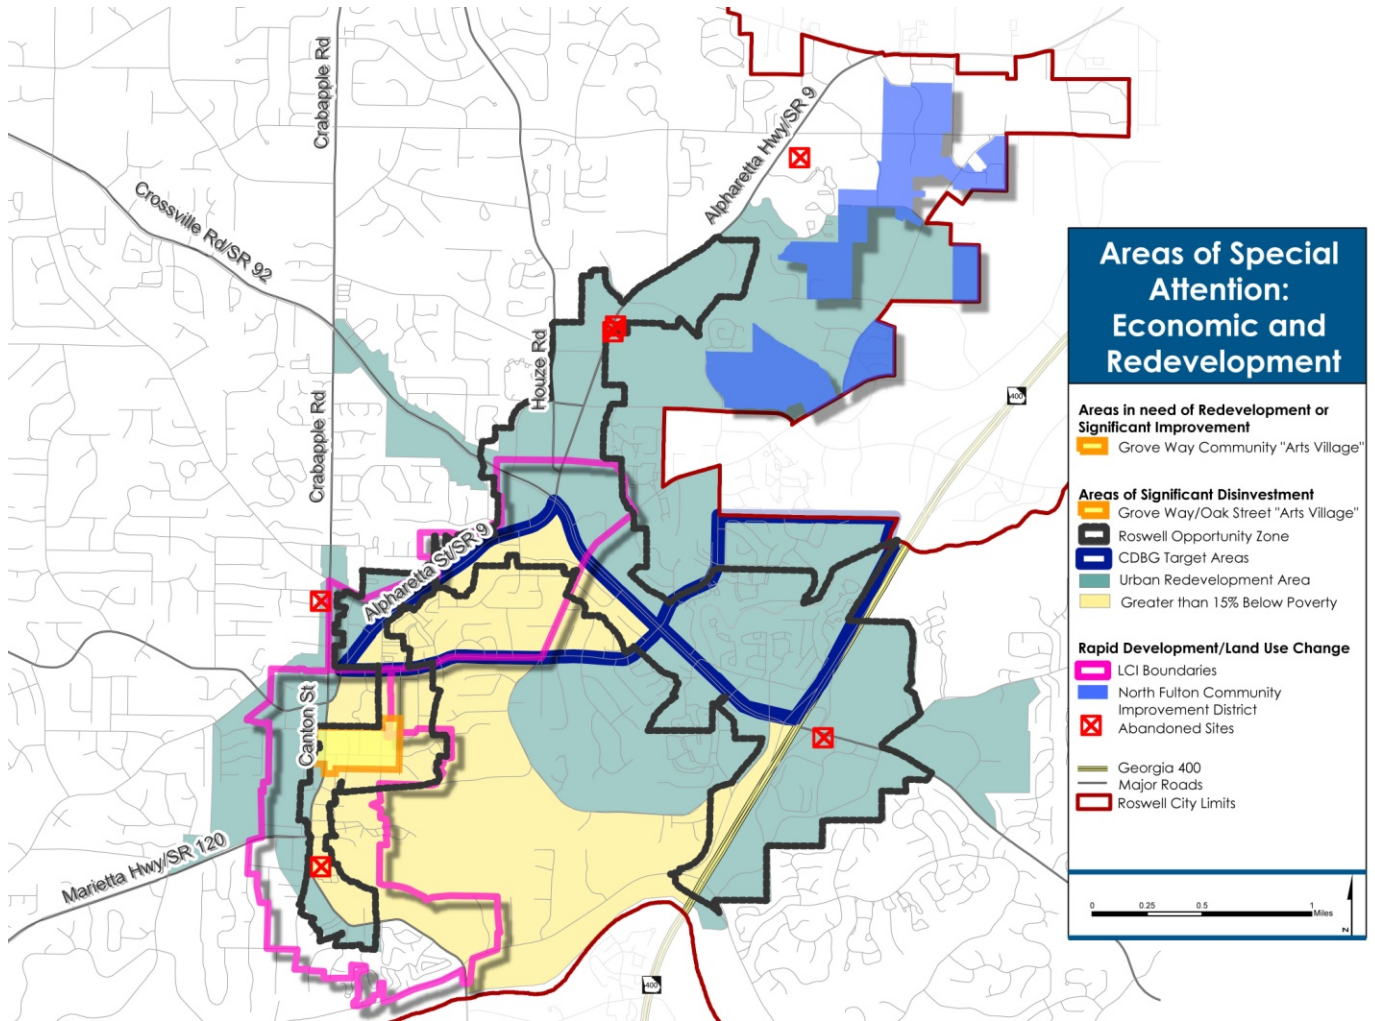 Crabapple Rd
Alpharetta Hwy/SR 9
Crossville Rd/SR 92
Houze Rd
Crabapple Rd
400
Alpharetta St/SR 9
Canton St
Marietta Hwy/SR 120
400
Areas of Special
Attention:
Economic and
Redevelopment
Areas in need of Redevelopment or
Significant Improvement
Grove Way Community "Arts Village"
Areas of Significant Disinvestment
Grove Way/Oak Street "Arts Village"
Roswell Opportunity Zone
CDBG Target Areas
Urban Redevelopment Area
Greater than 15% Below Poverty
Rapid Development/Land Use Change
LCI Boundaries
North Fulton Community
Improvement District
Abandoned Sites
Georgia 400
Major Roads
Roswell City Limits
0 0.25 0.5 1
Miles
N